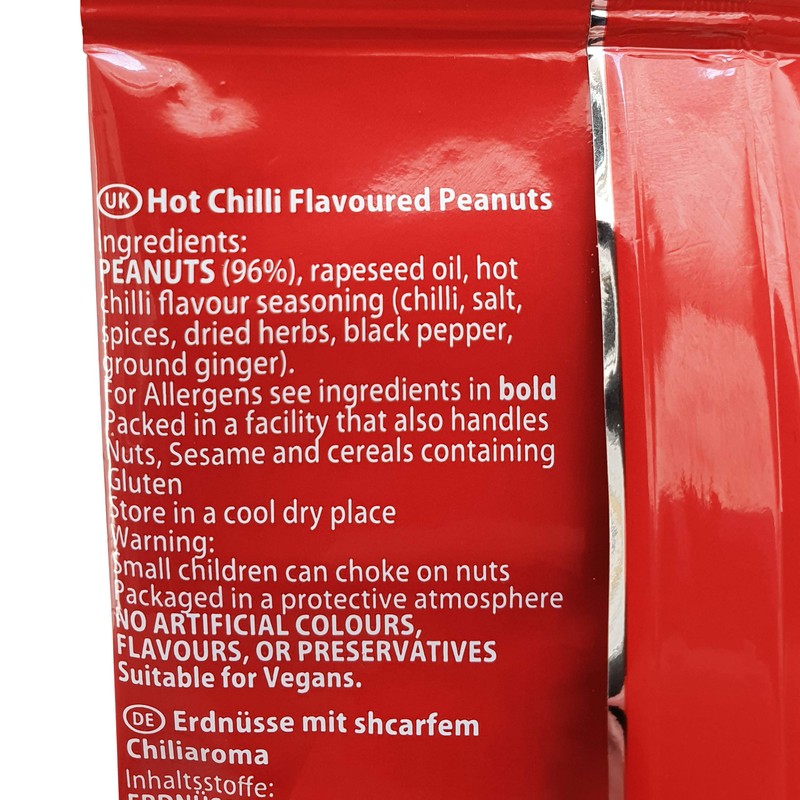 UK Hot Chilli Flavoured Peanuts
Ingredients:
PEANUTS (96%), rapeseed oil, hot
chilli flavour seasoning (chilli, salt,
spices, dried herbs, black pepper,
ground ginger).
For Allergens see ingredients in bold
Packed in a facility that also handles
Nuts, Sesame and cereals containing
Gluten
Store in a cool dry place
Warning:
Small children can choke on nuts
Packaged in a protective atmosphere
NO ARTIFICIAL COLOURS,
FLAVOURS, OR PRESERVATIVES
Suitable for Vegans.
DE Erdnüsse mit shcarfem
Chiliaroma
Inhaltsstoffe: